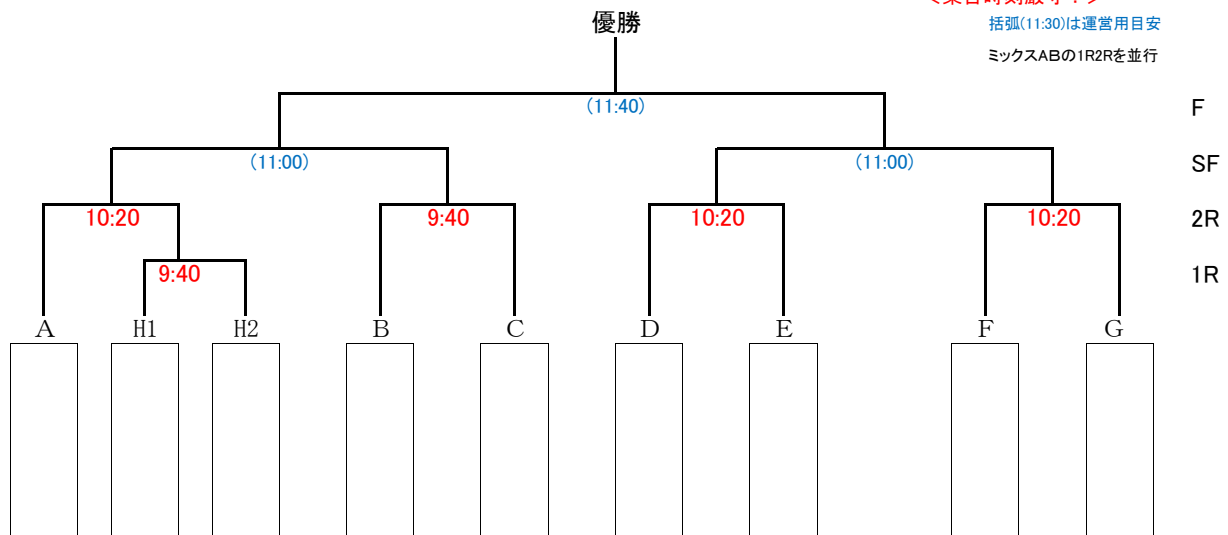 優勝
括弧(11:30)は運営用目安
ミックスABの1R2Rを並行
(11:40) F
(11:00) (11:00) SF
10:20 9:40 10:20 10:20 2R
9:40 1R
A H1 H2 B C D E F G